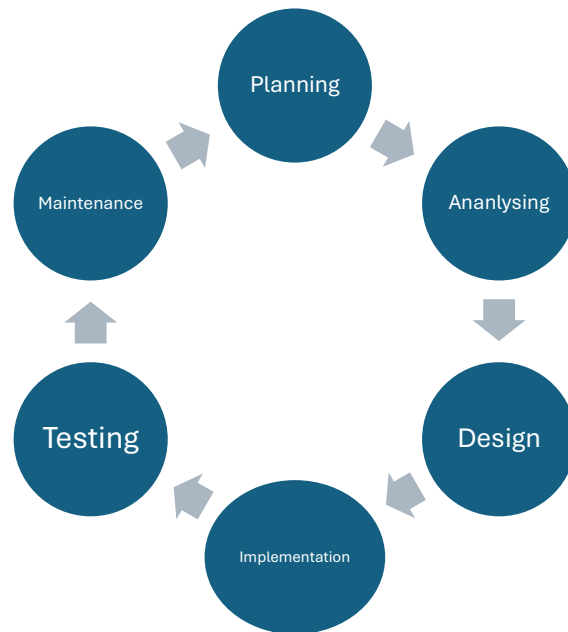 Planning
Ananlysing
Design
Implementation
Testing
Maintenance